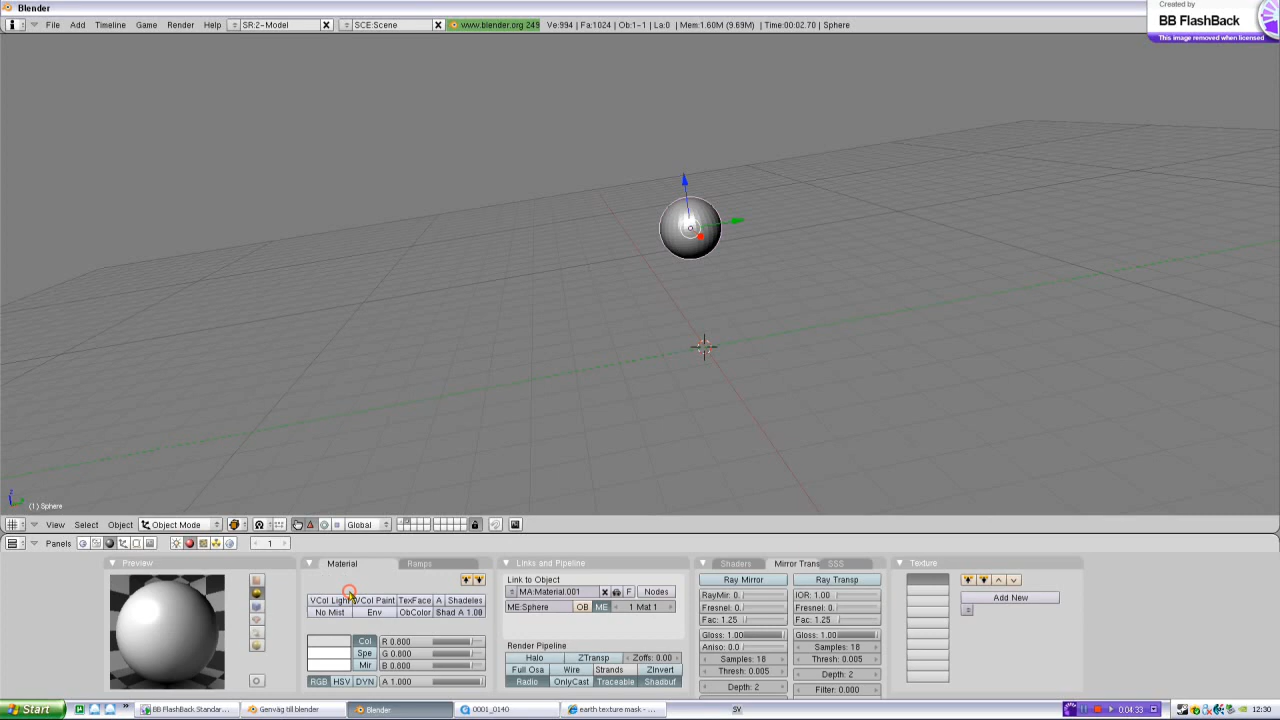 Blender
Created by
BB FlashBack
This image removed when licensed
File Add Timeline Game Render Help SR:2-Model X SCE:Scene X www.blender.org 249 Ve:994 | Fa:1024 | Ob:1-1 | La:0 | Mem:1.60M (9.69M) | Time:00:02.70 | Sphere
(1) Sphere
View Select Object Object Mode Global
Panels 1
Preview
Material Ramps
VCol Light VCol Paint TexFace A Shadeles
No Mist Env ObColor Shad A 1.00
Col R 0.800
Spe G 0.800
Mir B 0.800
RGB HSV DYN A 1.000
Links and Pipeline
Link to Object
MA:Material.001 X F Nodes
ME:Sphere OB ME 1 Mat 1
Render Pipeline
Halo ZTransp Zoffs: 0.00
Full Osa Wire Strands ZInvert
Radio OnlyCast Traceable Shadbuf
Shaders Mirror Trans SSS
Ray Mirror Ray Transp
RayMir: 0. IOR: 1.00
Fresnel: 0. Fresnel: 0.
Fac: 1.25 Fac: 1.25
Gloss: 1.00 Gloss: 1.00
Aniso: 0.0 Samples: 18
Samples: 18 Thresh: 0.005
Thresh: 0.005 Depth: 2
Depth: 2 Filter: 0.000
Texture
Add New
Start BB FlashBack Standar... Genväg till blender Blender 0001_0140 earth texture mask - ... SV 00:04:33 12:30